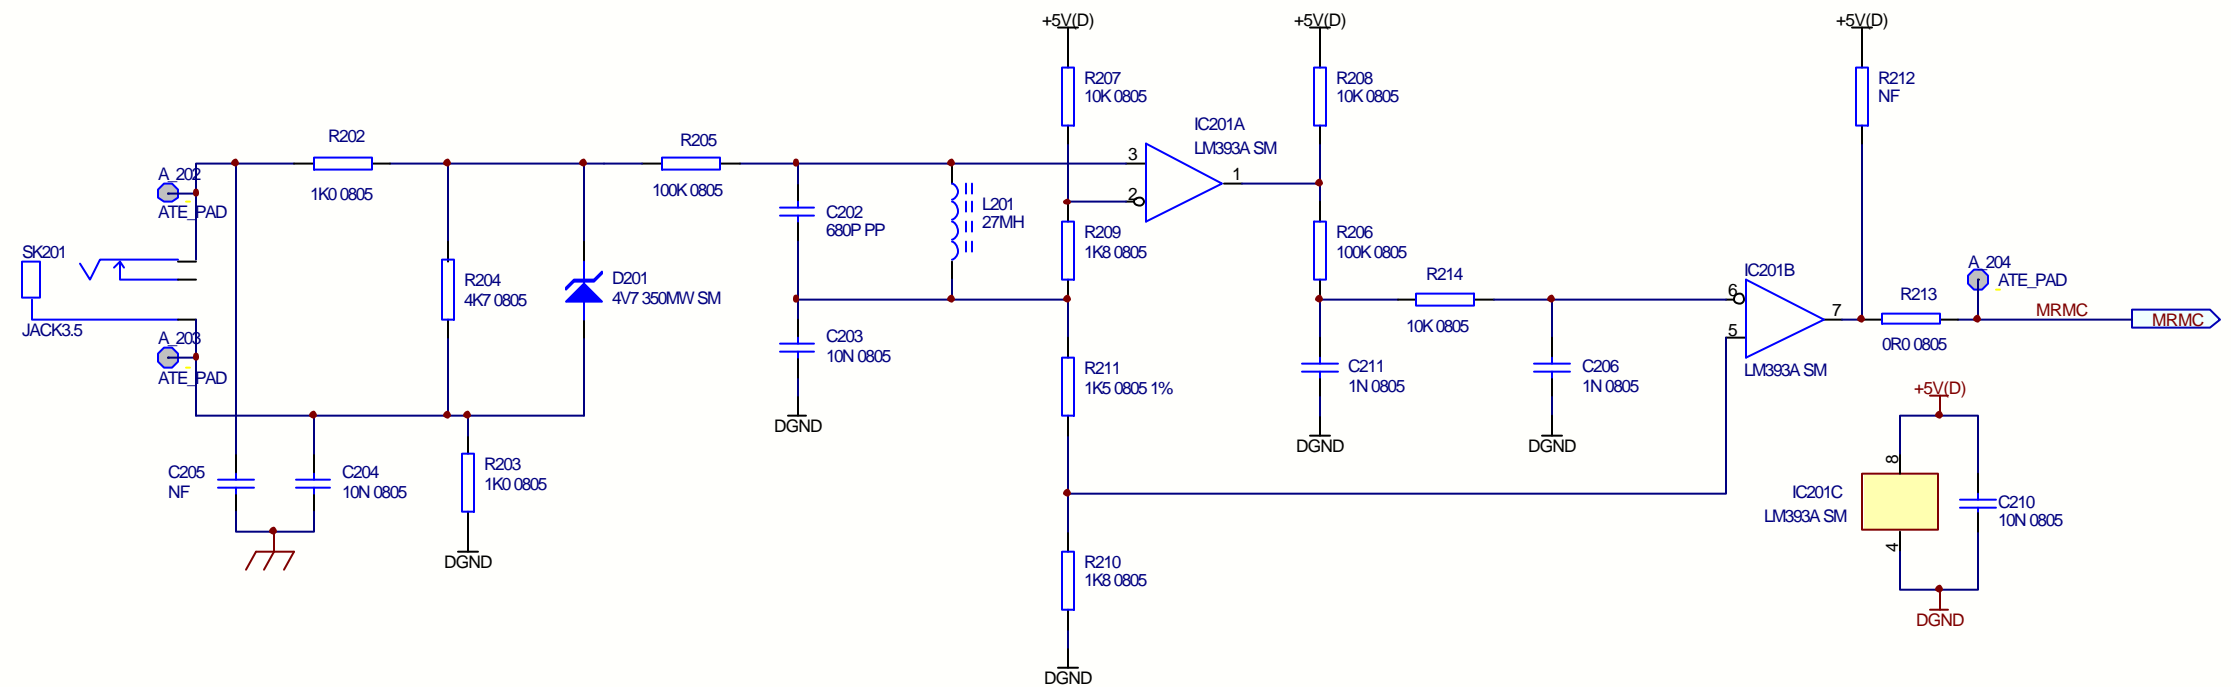 +5V(D)
+5V(D)
+5V(D)
R207
10K 0805
R208
10K 0805
R212
NF
R202
1K0 0805
R205
100K 0805
IC201A
LM393A SM
3
2
1
A_202
ATE_PAD
C202
680P PP
L201
27MH
R209
1K8 0805
R206
100K 0805
SK201
JACK3.5
R204
4K7 0805
D201
4V7 350MW SM
R214
10K 0805
IC201B
LM393A SM
6
5
7
A_204
ATE_PAD
R213
0R0 0805
MRMC
MRMC
A_203
ATE_PAD
C203
10N 0805
DGND
R211
1K5 0805 1%
C211
1N 0805
DGND
C206
1N 0805
DGND
+5V(D)
C205
NF
C204
10N 0805
R203
1K0 0805
DGND
8
IC201C
LM393A SM
4
C210
10N 0805
DGND
R210
1K8 0805
DGND